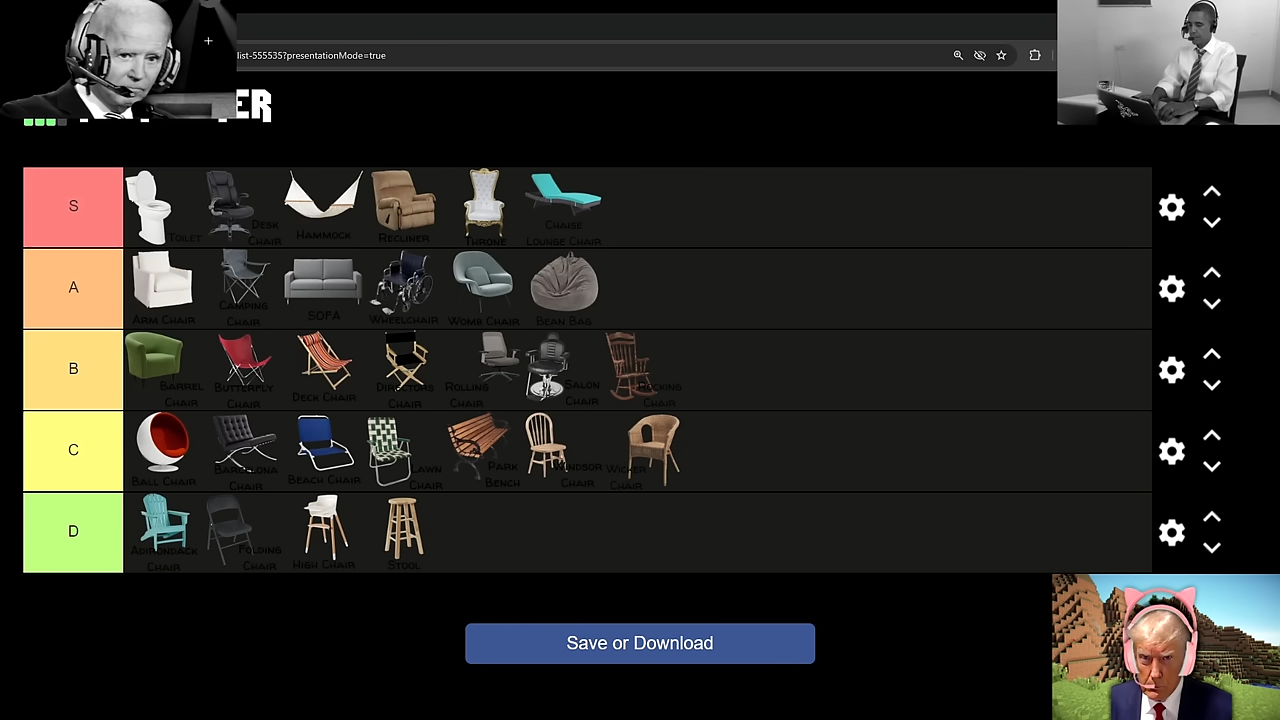 list-555535?presentationMode=true
ER
S
TOILET
DESK CHAIR
HAMMOCK
RECLINER
THRONE
CHAISE LOUNGE CHAIR
A
ARM CHAIR
CAMPING CHAIR
SOFA
WHEELCHAIR
WOMB CHAIR
BEAN BAG
B
BARREL CHAIR
BUTTERFLY CHAIR
DECK CHAIR
DIRECTORS CHAIR
ROLLING CHAIR
SALON CHAIR
ROCKING CHAIR
C
BALL CHAIR
BARCELONA CHAIR
BEACH CHAIR
LAWN CHAIR
PARK BENCH
WINDSOR CHAIR
WICKER CHAIR
D
ADIRONDACK CHAIR
FOLDING CHAIR
HIGH CHAIR
STOOL
Save or Download